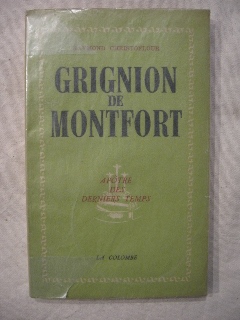 GRIGNION
DE
MONTFORT
APÔTRE
DES
DERNIERS TEMPS
LA COLOMBE